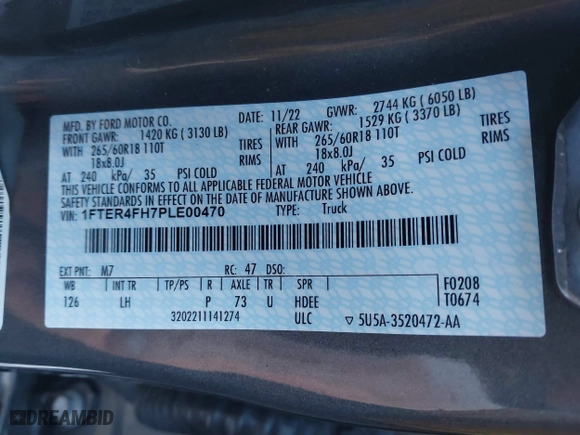 MFD. BY FORD MOTOR CO. DATE: 11/22 GVWR: 2744 KG ( 6050 LB)
FRONT GAWR: 1420 KG ( 3130 LB) REAR GAWR: 1529 KG ( 3370 LB)
WITH 265/60R18 110T TIRES WITH 265/60R18 110T TIRES
18x8.0J RIMS 18x8.0J RIMS
AT 240 kPa/ 35 PSI COLD AT 240 kPa/ 35 PSI COLD
THIS VEHICLE CONFORMS TO ALL APPLICABLE FEDERAL MOTOR VEHICLE
SAFETY STANDARDS IN EFFECT ON THE DATE OF MANUFACTURE SHOWN ABOVE.
VIN: 1FTER4FH7PLE00470 TYPE: Truck
EXT PNT: M7 RC: 47 DSO:
WB INT TR TP/PS R AXLE TR SPR F0208
126 LH P 73 U HDEE T0674
3202211141274 ULC ▽ 5U5A-3520472-AA
DREAMBID